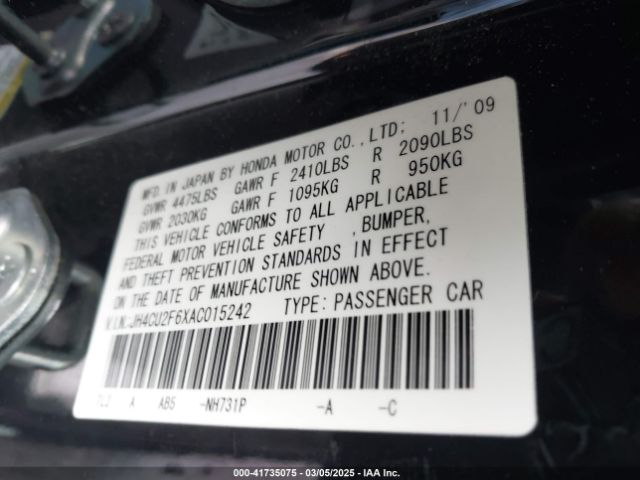 MFD. IN JAPAN BY HONDA MOTOR CO.,LTD; 11/'09
GVWR 4475LBS GAWR F 2410LBS R 2090LBS
GVWR 2030KG GAWR F 1095KG R 950KG
THIS VEHICLE CONFORMS TO ALL APPLICABLE
FEDERAL MOTOR VEHICLE SAFETY ,BUMPER,
AND THEFT PREVENTION STANDARDS IN EFFECT
ON THE DATE OF MANUFACTURE SHOWN ABOVE.
V.I.N:JH4CU2F6XAC015242 TYPE:PASSENGER CAR
TL2 A AB5 -NH731P -A -C
000-41735075 — 03/05/2025 — IAA Inc.